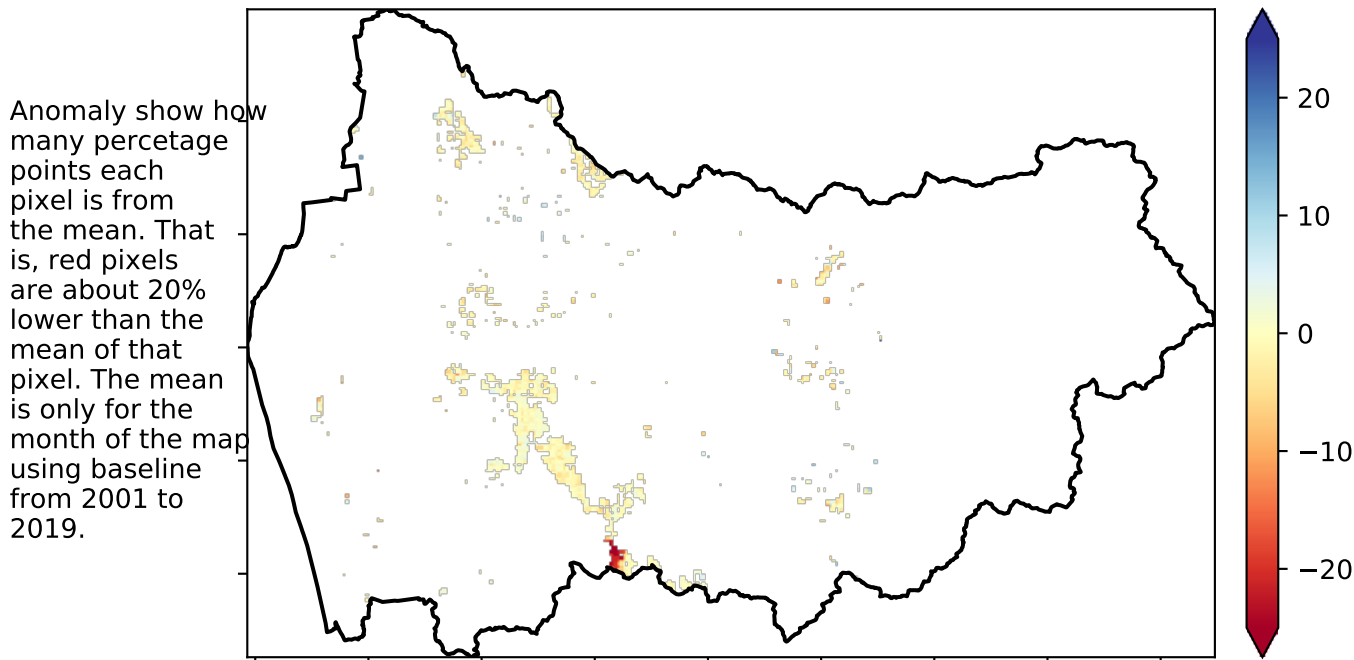 Anomaly show how
many percetage
points each
pixel is from
the mean. That
is, red pixels
are about 20%
lower than the
mean of that
pixel. The mean
is only for the
month of the map
using baseline
from 2001 to
2019.
20
10
0
−10
−20